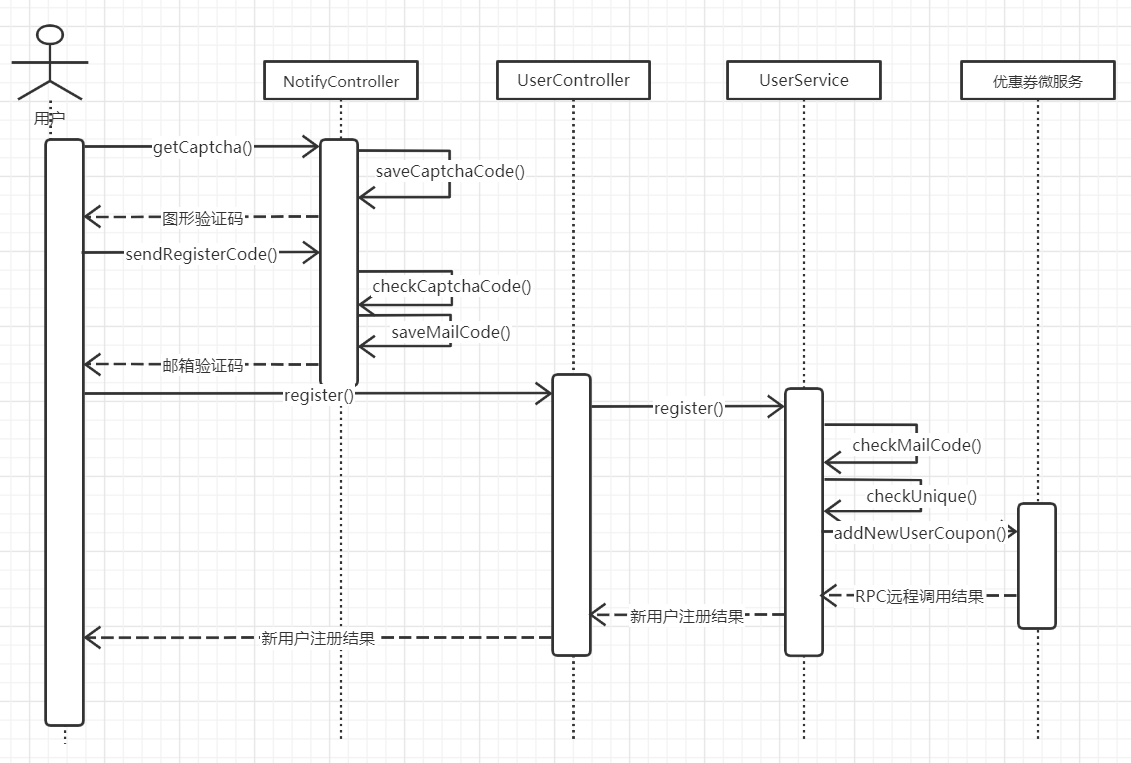 用户
NotifyController
UserController
UserService
优惠券微服务
getCaptcha()
saveCaptchaCode()
图形验证码
sendRegisterCode()
checkCaptchaCode()
saveMailCode()
邮箱验证码
register()
register()
checkMailCode()
checkUnique()
addNewUserCoupon()
RPC远程调用结果
新用户注册结果
新用户注册结果